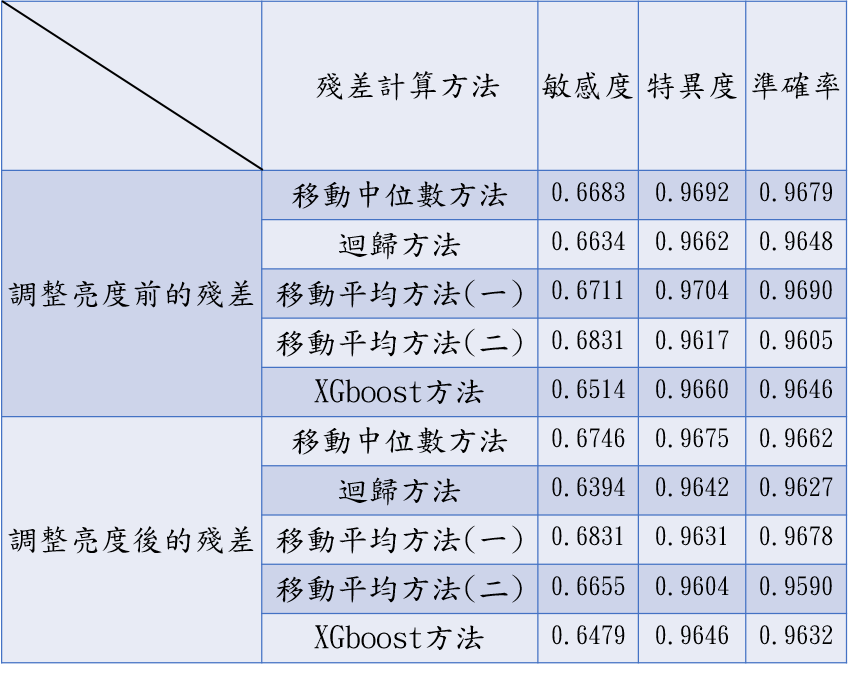 殘差計算方法 敏感度 特異度 準確率
調整亮度前的殘差
移動中位數方法 0.6683 0.9692 0.9679
迴歸方法 0.6634 0.9662 0.9648
移動平均方法(一) 0.6711 0.9704 0.9690
移動平均方法(二) 0.6831 0.9617 0.9605
XGboost方法 0.6514 0.9660 0.9646
調整亮度後的殘差
移動中位數方法 0.6746 0.9675 0.9662
迴歸方法 0.6394 0.9642 0.9627
移動平均方法(一) 0.6831 0.9631 0.9678
移動平均方法(二) 0.6655 0.9604 0.9590
XGboost方法 0.6479 0.9646 0.9632